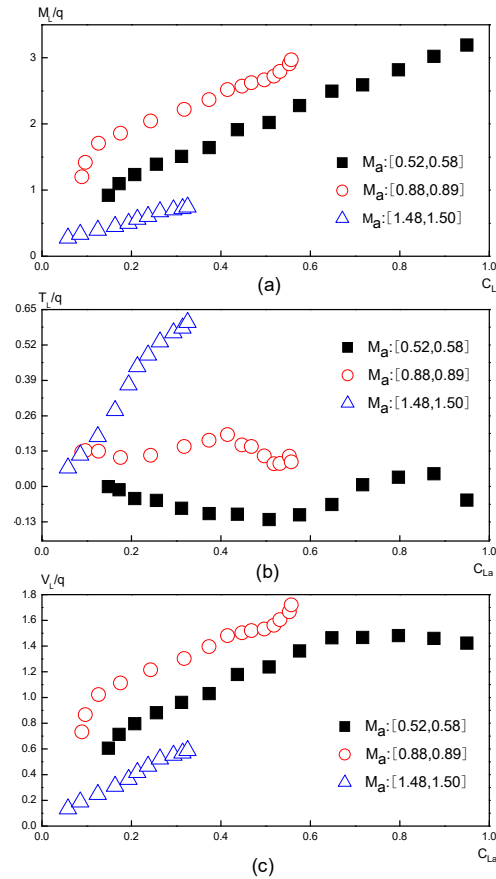 M_L/q
3
2
1
0
0.0 0.2 0.4 0.6 0.8 1.0
M_a:[0.52,0.58]
M_a:[0.88,0.89]
M_a:[1.48,1.50]
C_L
(a)
T_L/q
0.65
0.52
0.39
0.26
0.13
0.00
-0.13
0.0 0.2 0.4 0.6 0.8 1.0
M_a:[0.52,0.58]
M_a:[0.88,0.89]
M_a:[1.48,1.50]
C_La
(b)
V_L/q
1.8
1.6
1.4
1.2
1.0
0.8
0.6
0.4
0.2
0.0
0.0 0.2 0.4 0.6 0.8 1.0
M_a:[0.52,0.58]
M_a:[0.88,0.89]
M_a:[1.48,1.50]
C_La
(c)